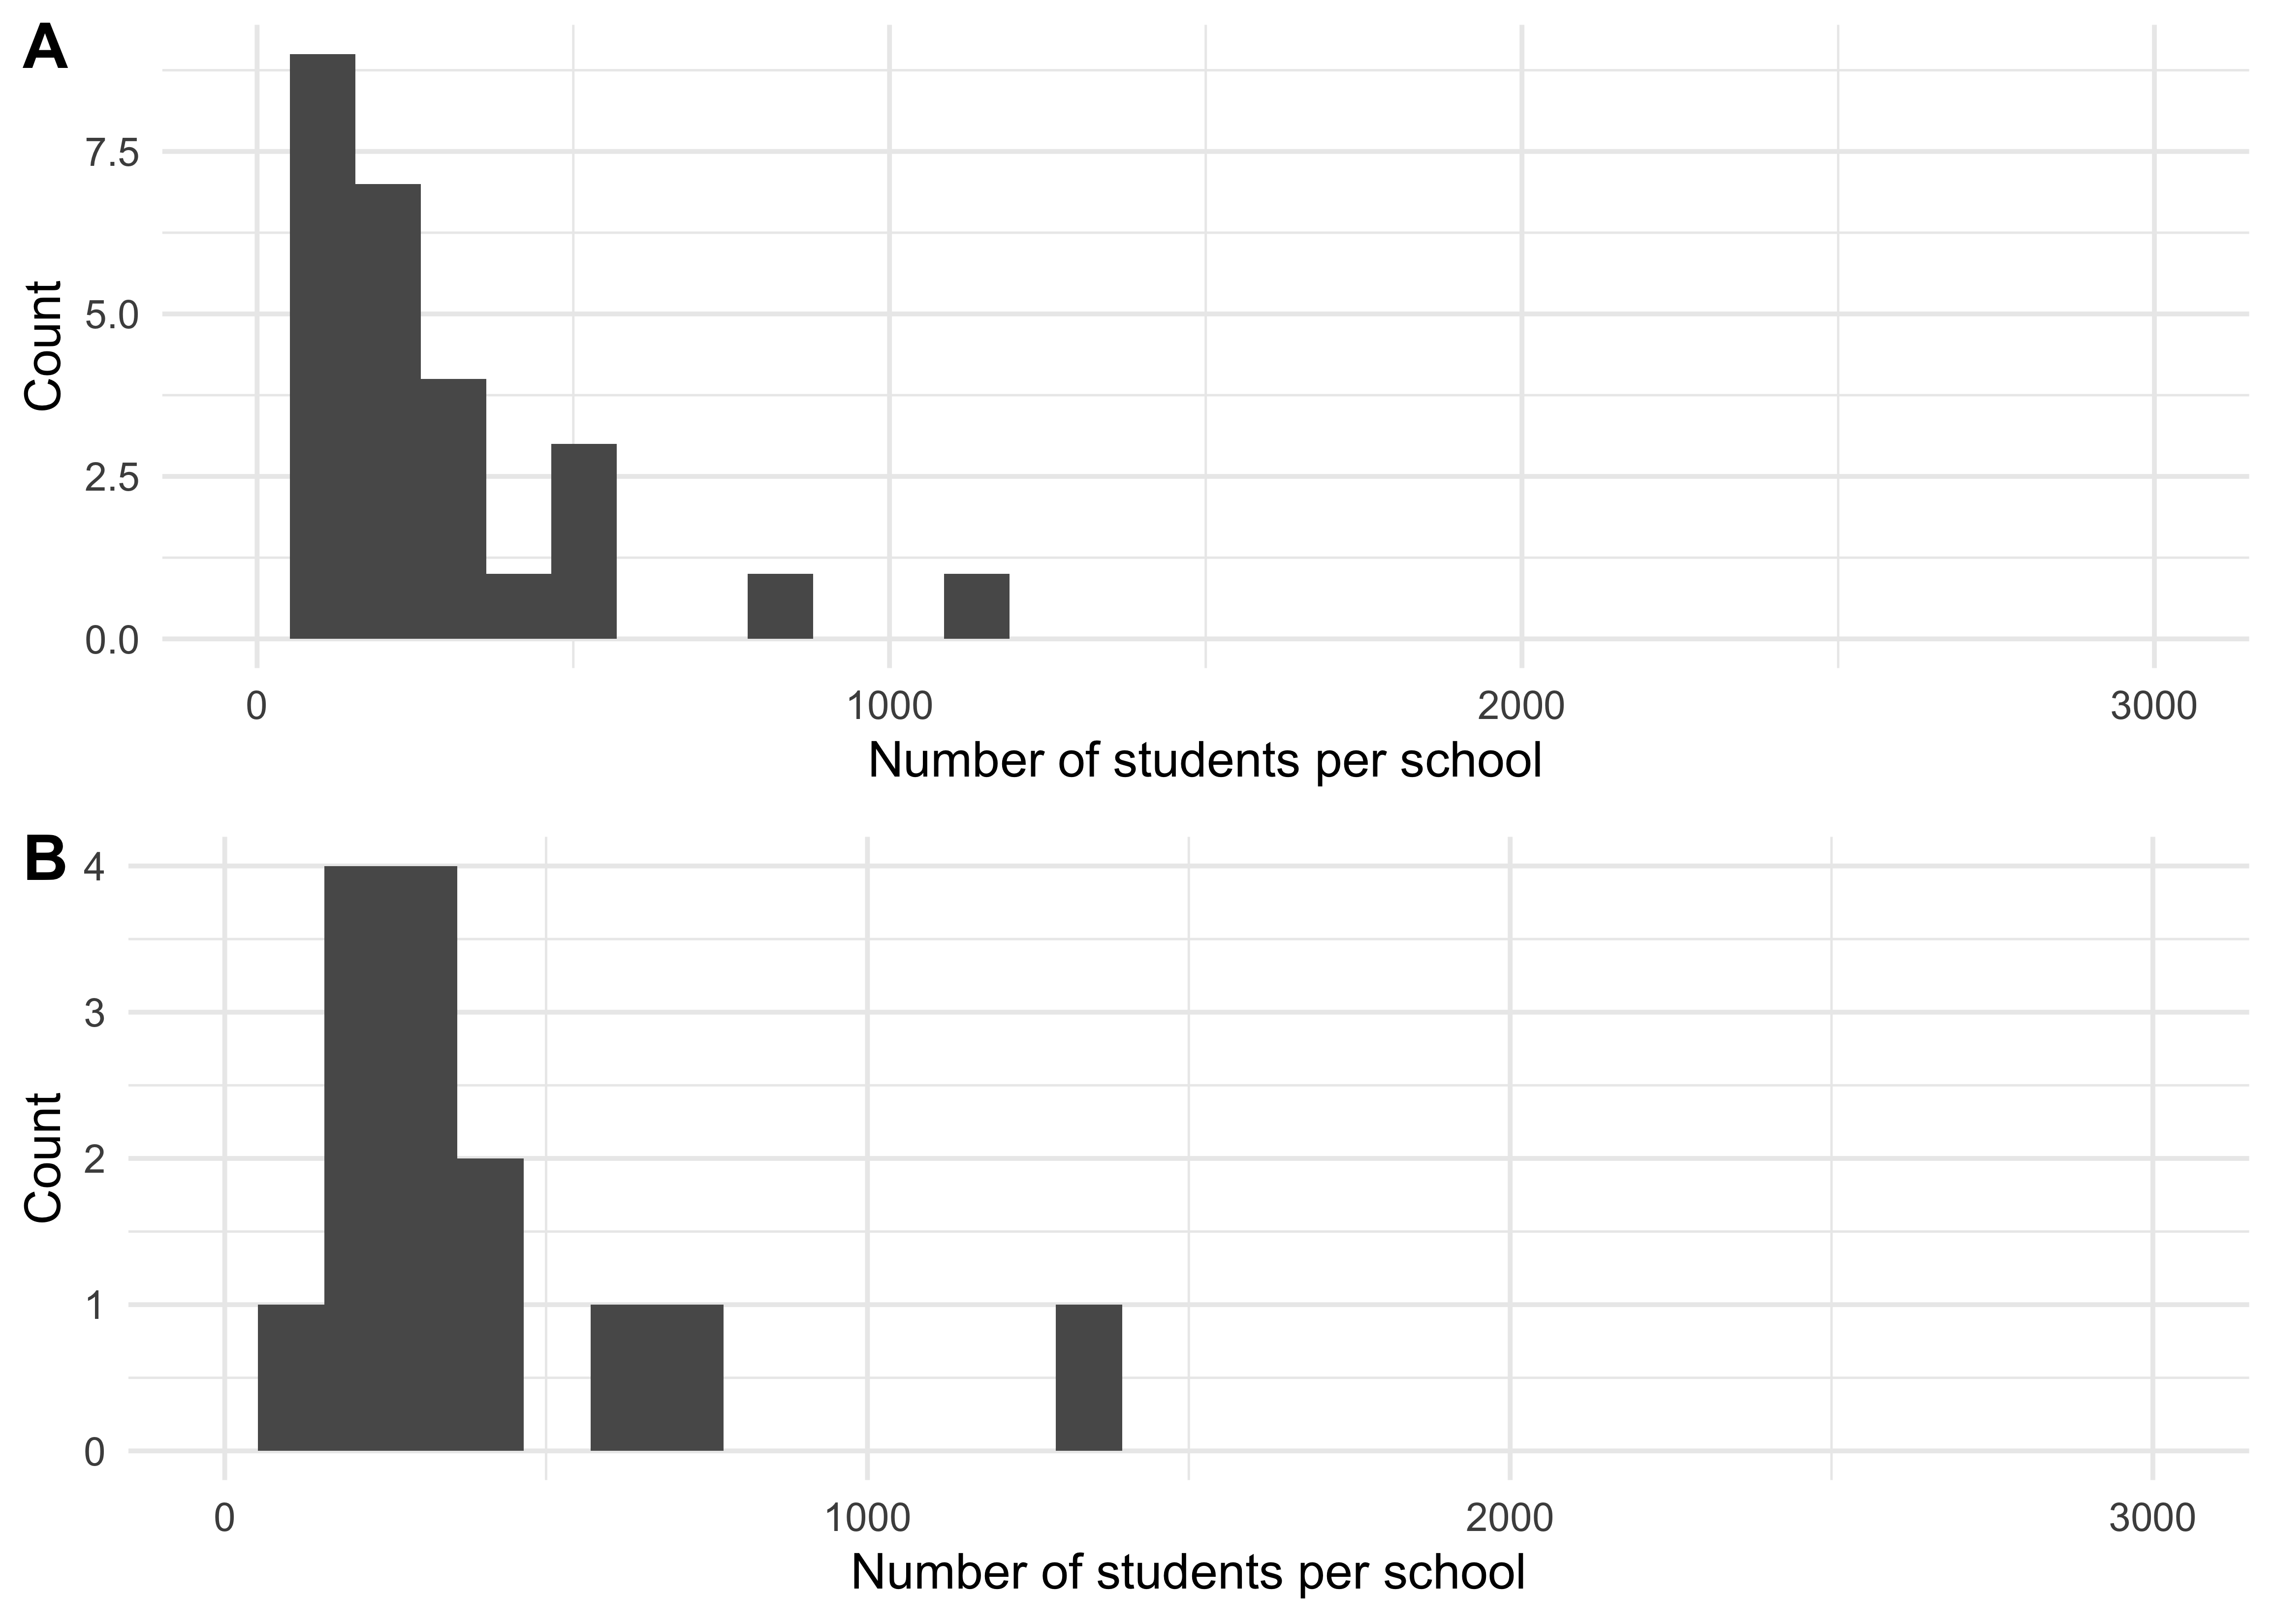 A
Count
7.5
5.0
2.5
0.0
0 1000 2000 3000
Number of students per school
B
Count
4
3
2
1
0
0 1000 2000 3000
Number of students per school